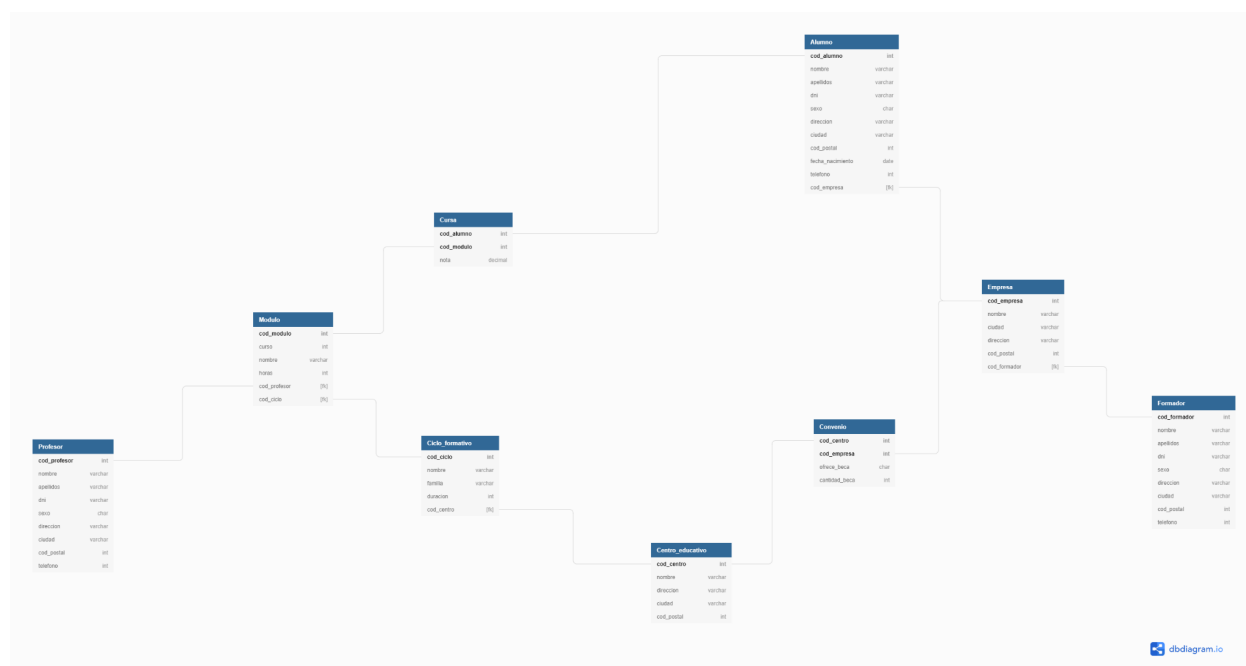 Alumno
cod_alumno int
nombre varchar
apellidos varchar
dni varchar
sexo char
direccion varchar
ciudad varchar
cod_postal int
fecha_nacimiento date
telefono int
cod_empresa [fk]
Cursa
cod_alumno int
cod_modulo int
nota decimal
Modulo
cod_modulo int
curso int
nombre varchar
horas int
cod_profesor [fk]
cod_ciclo [fk]
Empresa
cod_empresa int
nombre varchar
ciudad varchar
direccion varchar
cod_postal int
cod_formador [fk]
Formador
cod_formador int
nombre varchar
apellidos varchar
dni varchar
sexo char
direccion varchar
ciudad varchar
cod_postal int
telefono int
Profesor
cod_profesor int
nombre varchar
apellidos varchar
dni varchar
sexo char
direccion varchar
ciudad varchar
cod_postal int
telefono int
Ciclo_formativo
cod_ciclo int
nombre varchar
familia varchar
duracion int
cod_centro [fk]
Convenio
cod_centro int
cod_empresa int
ofrece_beca char
cantidad_beca int
Centro_educativo
cod_centro int
nombre varchar
direccion varchar
ciudad varchar
cod_postal int
dbdiagram.io